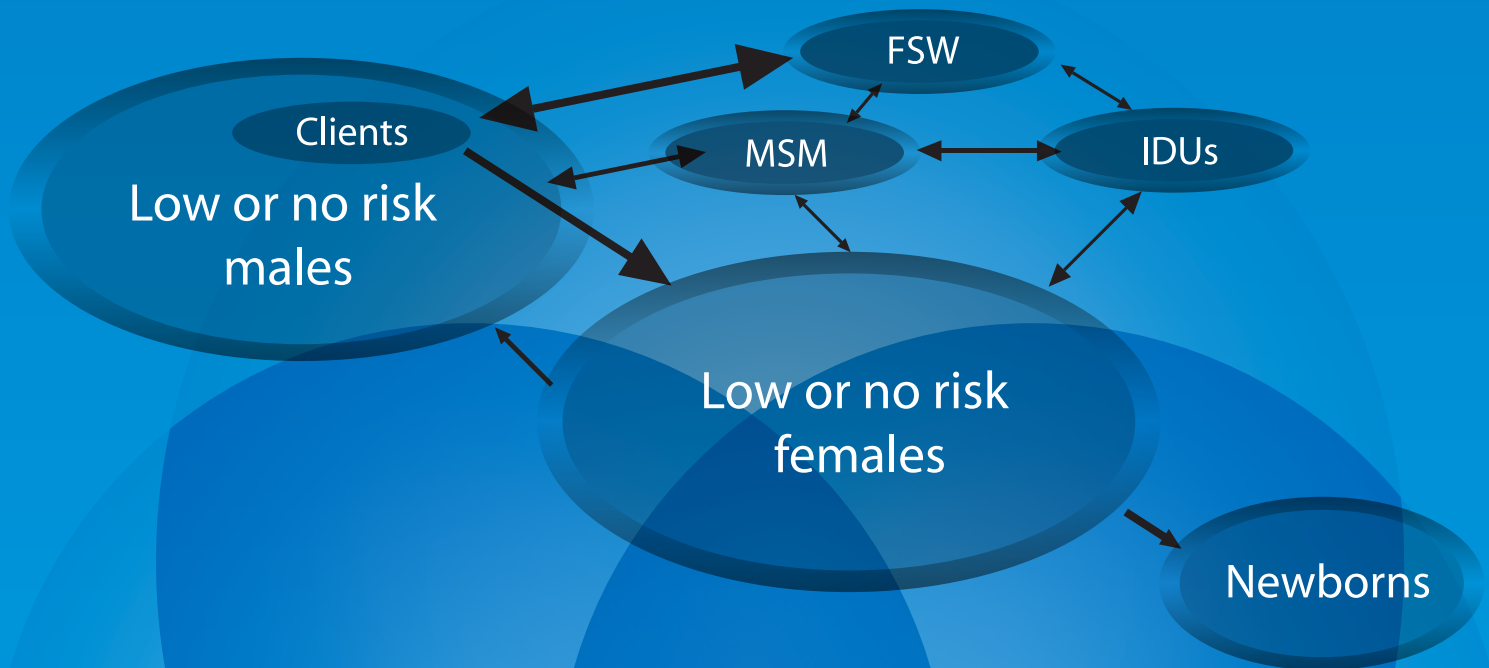 FSW
Clients
MSM
IDUs
Low or no risk
males
Low or no risk
females
Newborns